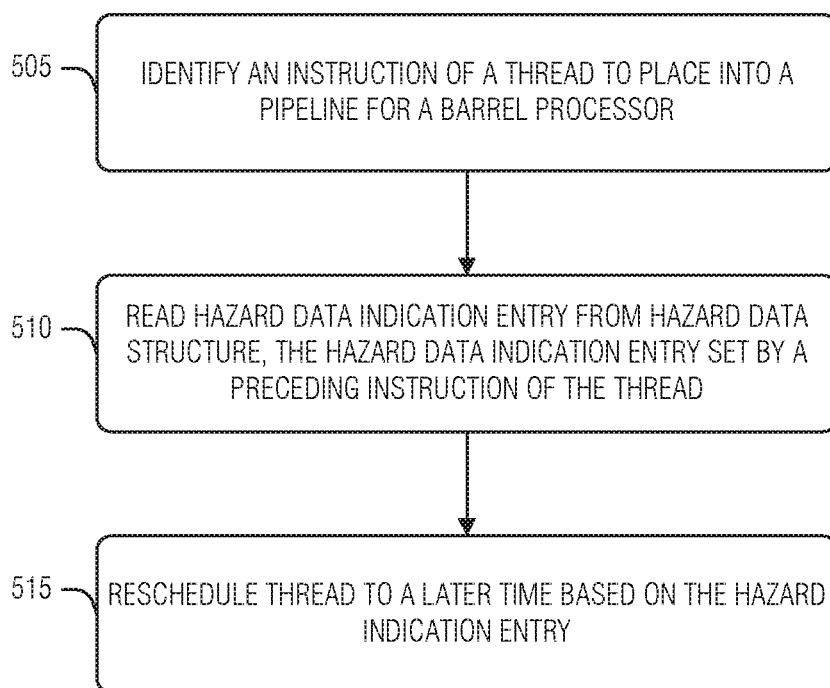 505
IDENTIFY AN INSTRUCTION OF A THREAD TO PLACE INTO A
PIPELINE FOR A BARREL PROCESSOR
510
READ HAZARD DATA INDICATION ENTRY FROM HAZARD DATA
STRUCTURE, THE HAZARD DATA INDICATION ENTRY SET BY A
PRECEDING INSTRUCTION OF THE THREAD
515
RESCHEDULE THREAD TO A LATER TIME BASED ON THE HAZARD
INDICATION ENTRY